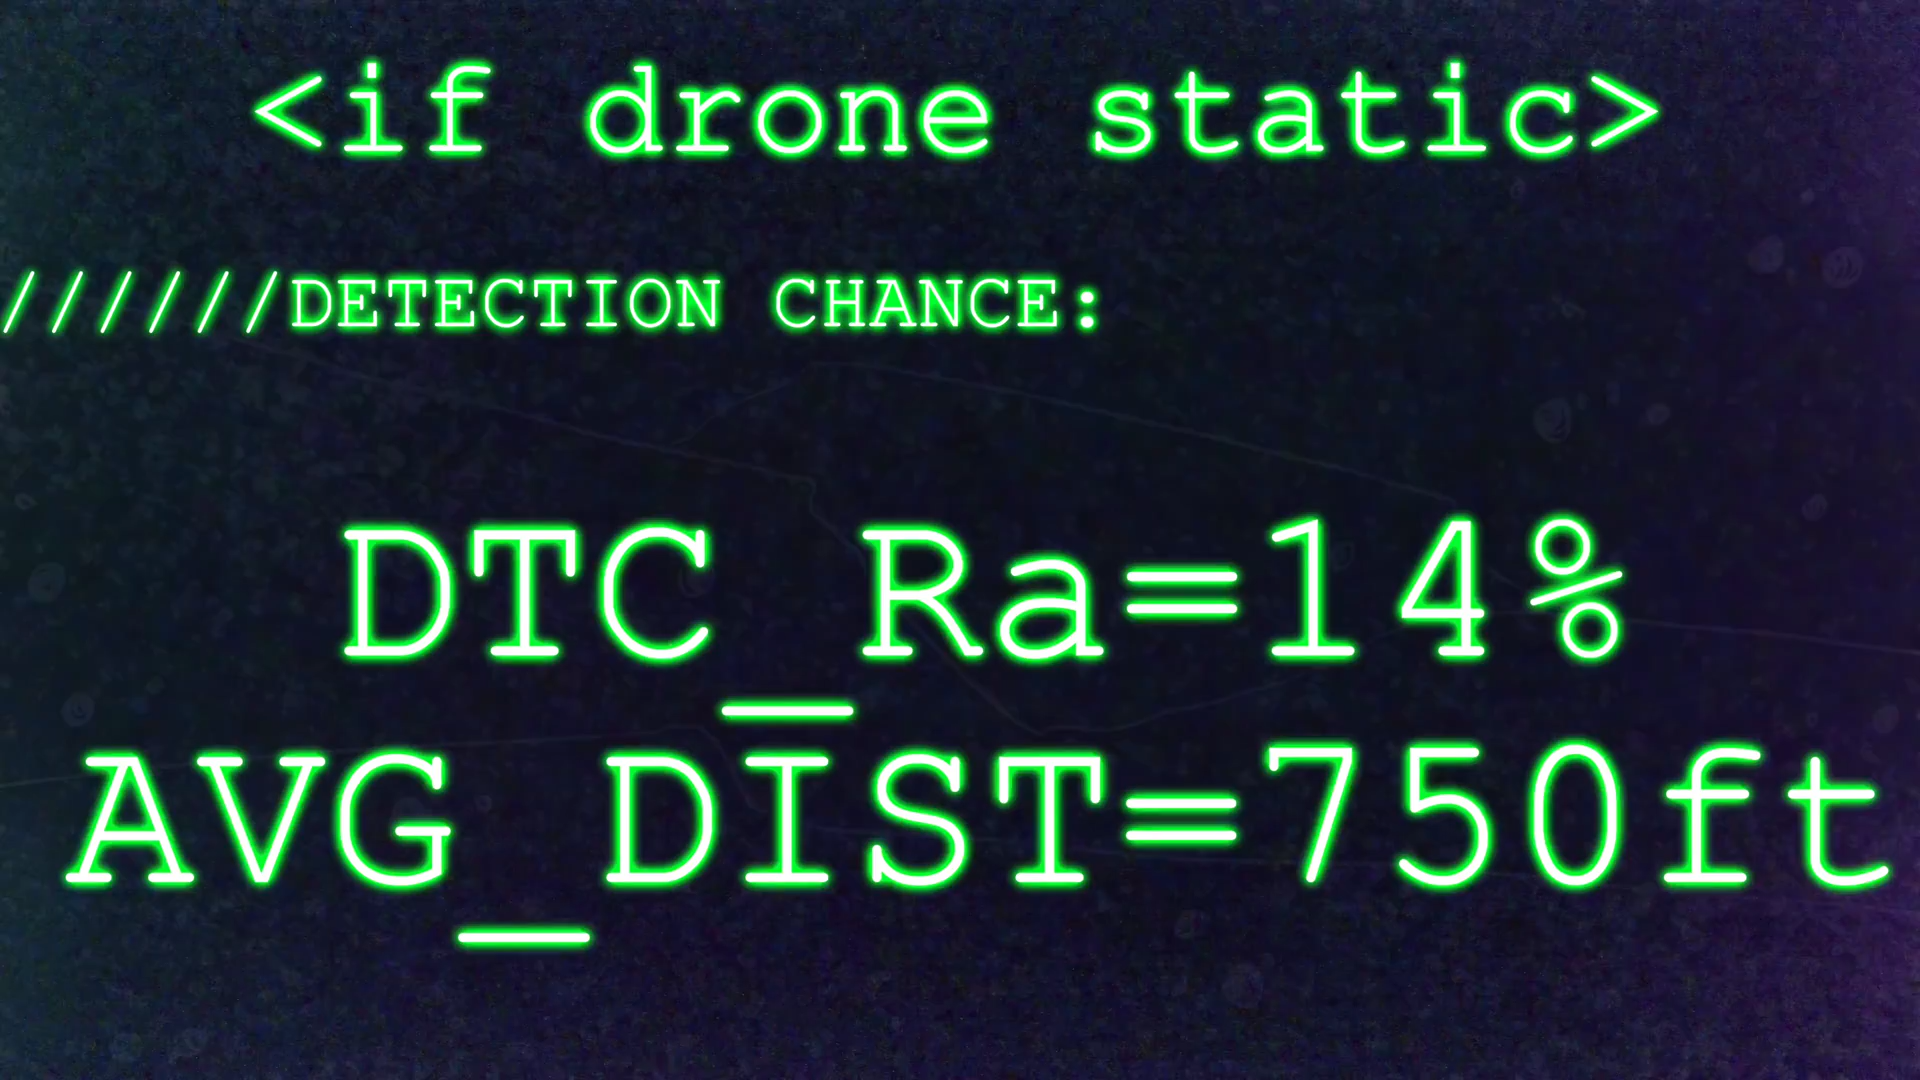 <if drone static>
//////DETECTION CHANCE:
DTC_Ra=14%
AVG_DIST=750ft